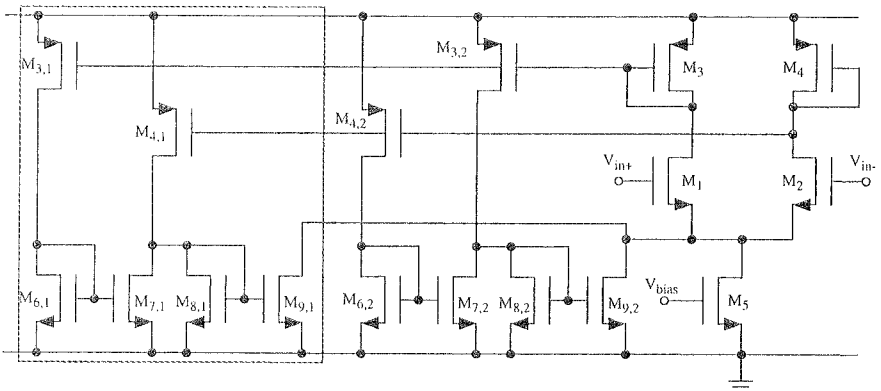 M3,1
M3,2
M3
M4
M4,1
M4,2
Vin+
Vin-
M1
M2
M6,1
M7,1
M8,1
M9,1
M6,2
M7,2
M8,2
M9,2
Vbias
M5